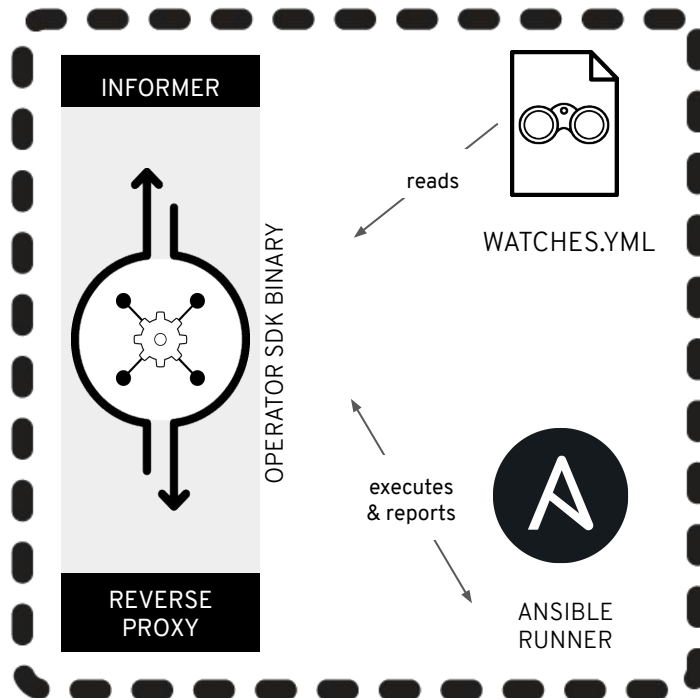 INFORMER
reads
WATCHES.YML
OPERATOR SDK BINARY
executes
& reports
REVERSE
PROXY
ANSIBLE
RUNNER